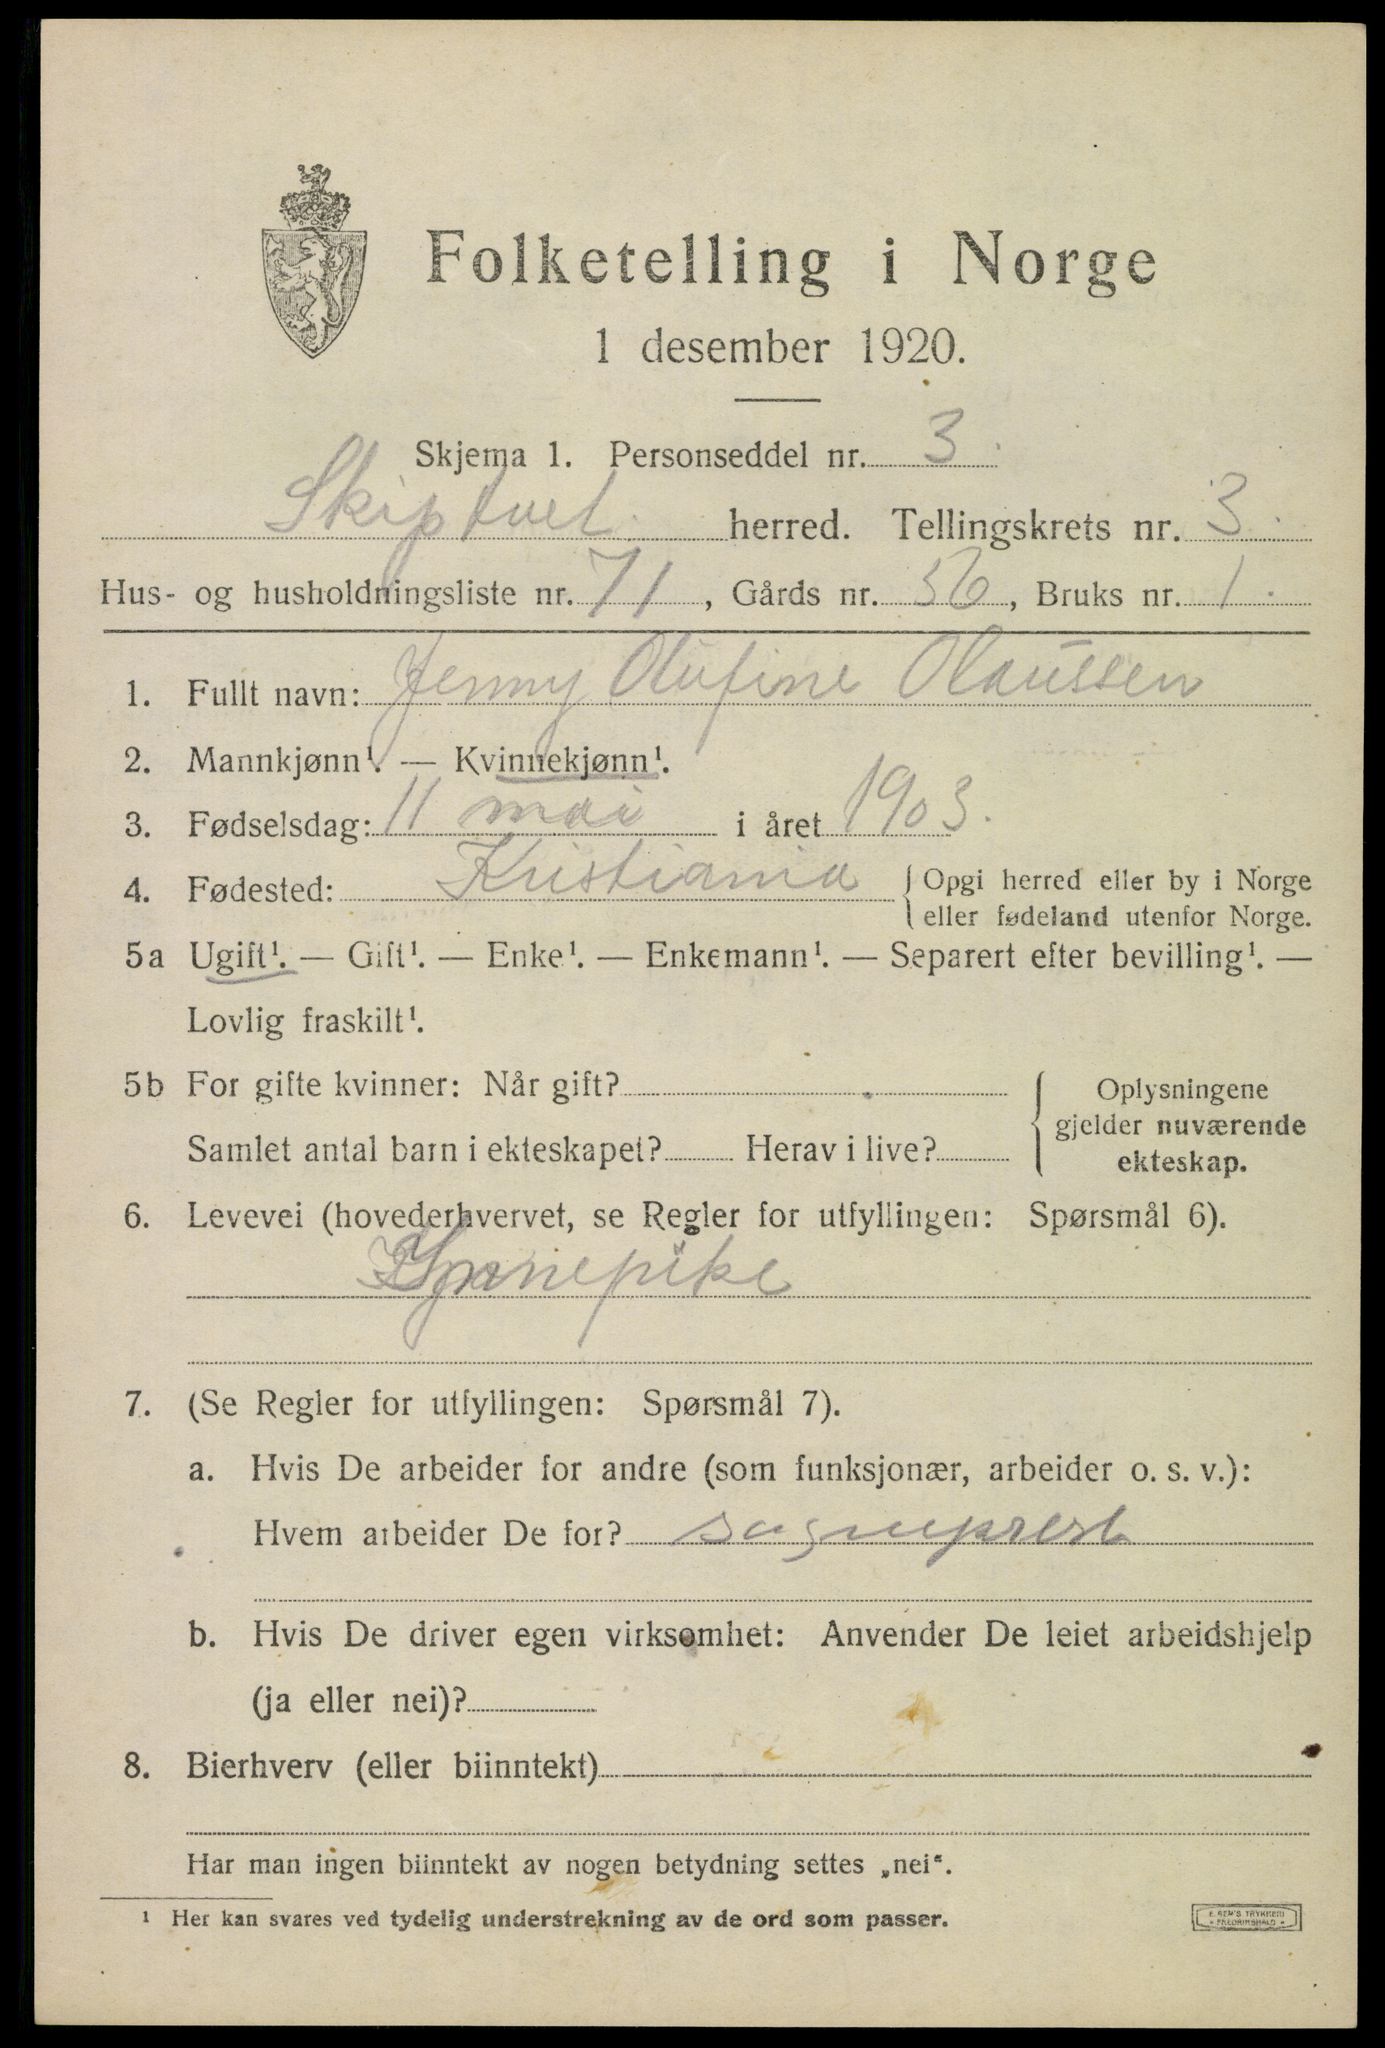 Folketelling i Norge
1 desember 1920.
Skjema 1. Personseddel nr. 3.
Skiptvet herred. Tellingskrets nr. 3.
Hus- og husholdningsliste nr. 71, Gårds nr. 56, Bruks nr. 1.
1. Fullt navn: Jenny Olufine Olaussen
2. Mannkjønn¹. — Kvinnekjønn¹.
3. Fødselsdag: 11 mai i året 1903.
4. Fødested: Kristiania { Opgi herred eller by i Norge
eller fødeland utenfor Norge.
5a Ugift¹. — Gift¹. — Enke¹. — Enkemann¹. — Separert efter bevilling¹. —
Lovlig fraskilt¹.
5b For gifte kvinner: Når gift? { Oplysningene
gjelder nuværende
Samlet antal barn i ekteskapet? Herav i live? ekteskap.
6. Levevei (hovederhvervet, se Regler for utfyllingen: Spørsmål 6).
7. (Se Regler for utfyllingen: Spørsmål 7).
a. Hvis De arbeider for andre (som funksjonær, arbeider o. s. v.):
Hvem arbeider De for? sogneprest
b. Hvis De driver egen virksomhet: Anvender De leiet arbeidshjelp
(ja eller nei)?
8. Bierhverv (eller biinntekt)
Har man ingen biinntekt av nogen betydning settes „nei“.
¹ Her kan svares ved tydelig understrekning av de ord som passer.
E. SEM'S TRYKKERI
* FREDRIKSHALD *